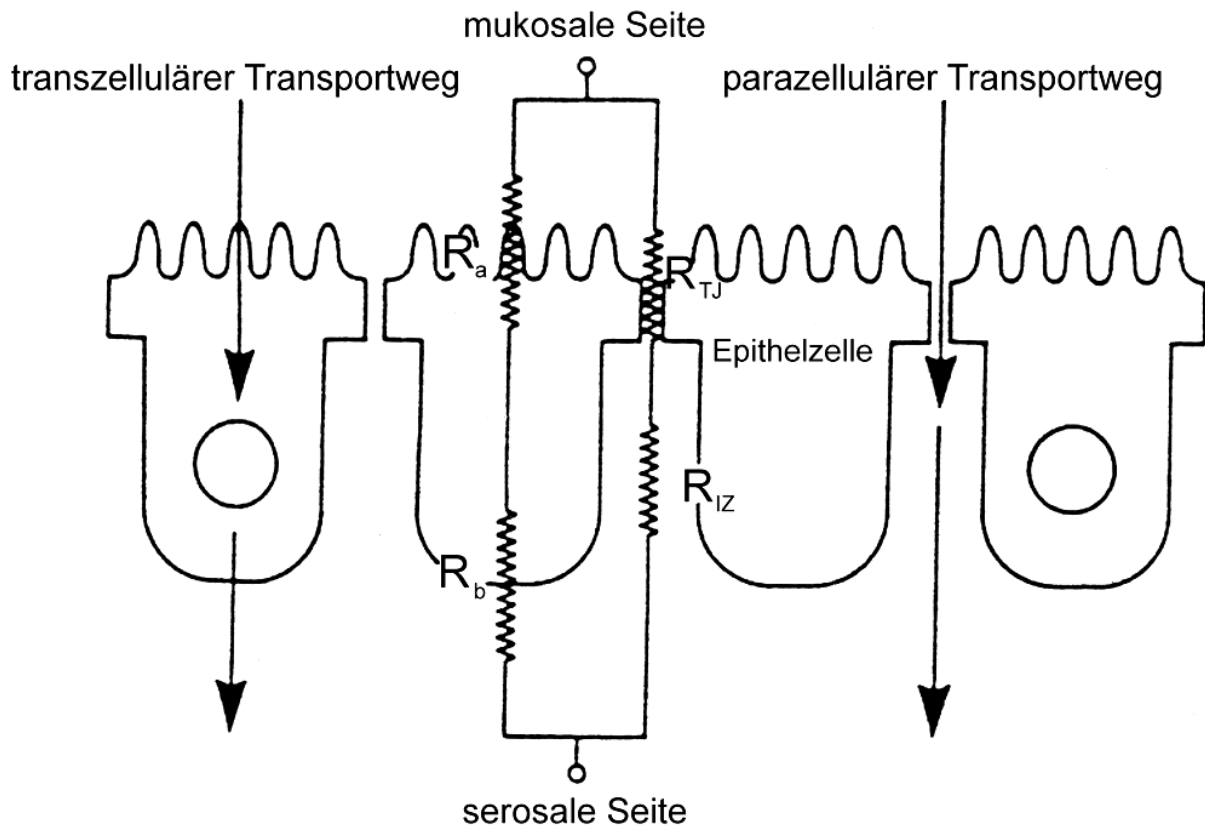 mukosale Seite
transzellulärer Transportweg
parazellulärer Transportweg
Ra
RTJ
Epithelzelle
RIZ
Rb
serosale Seite